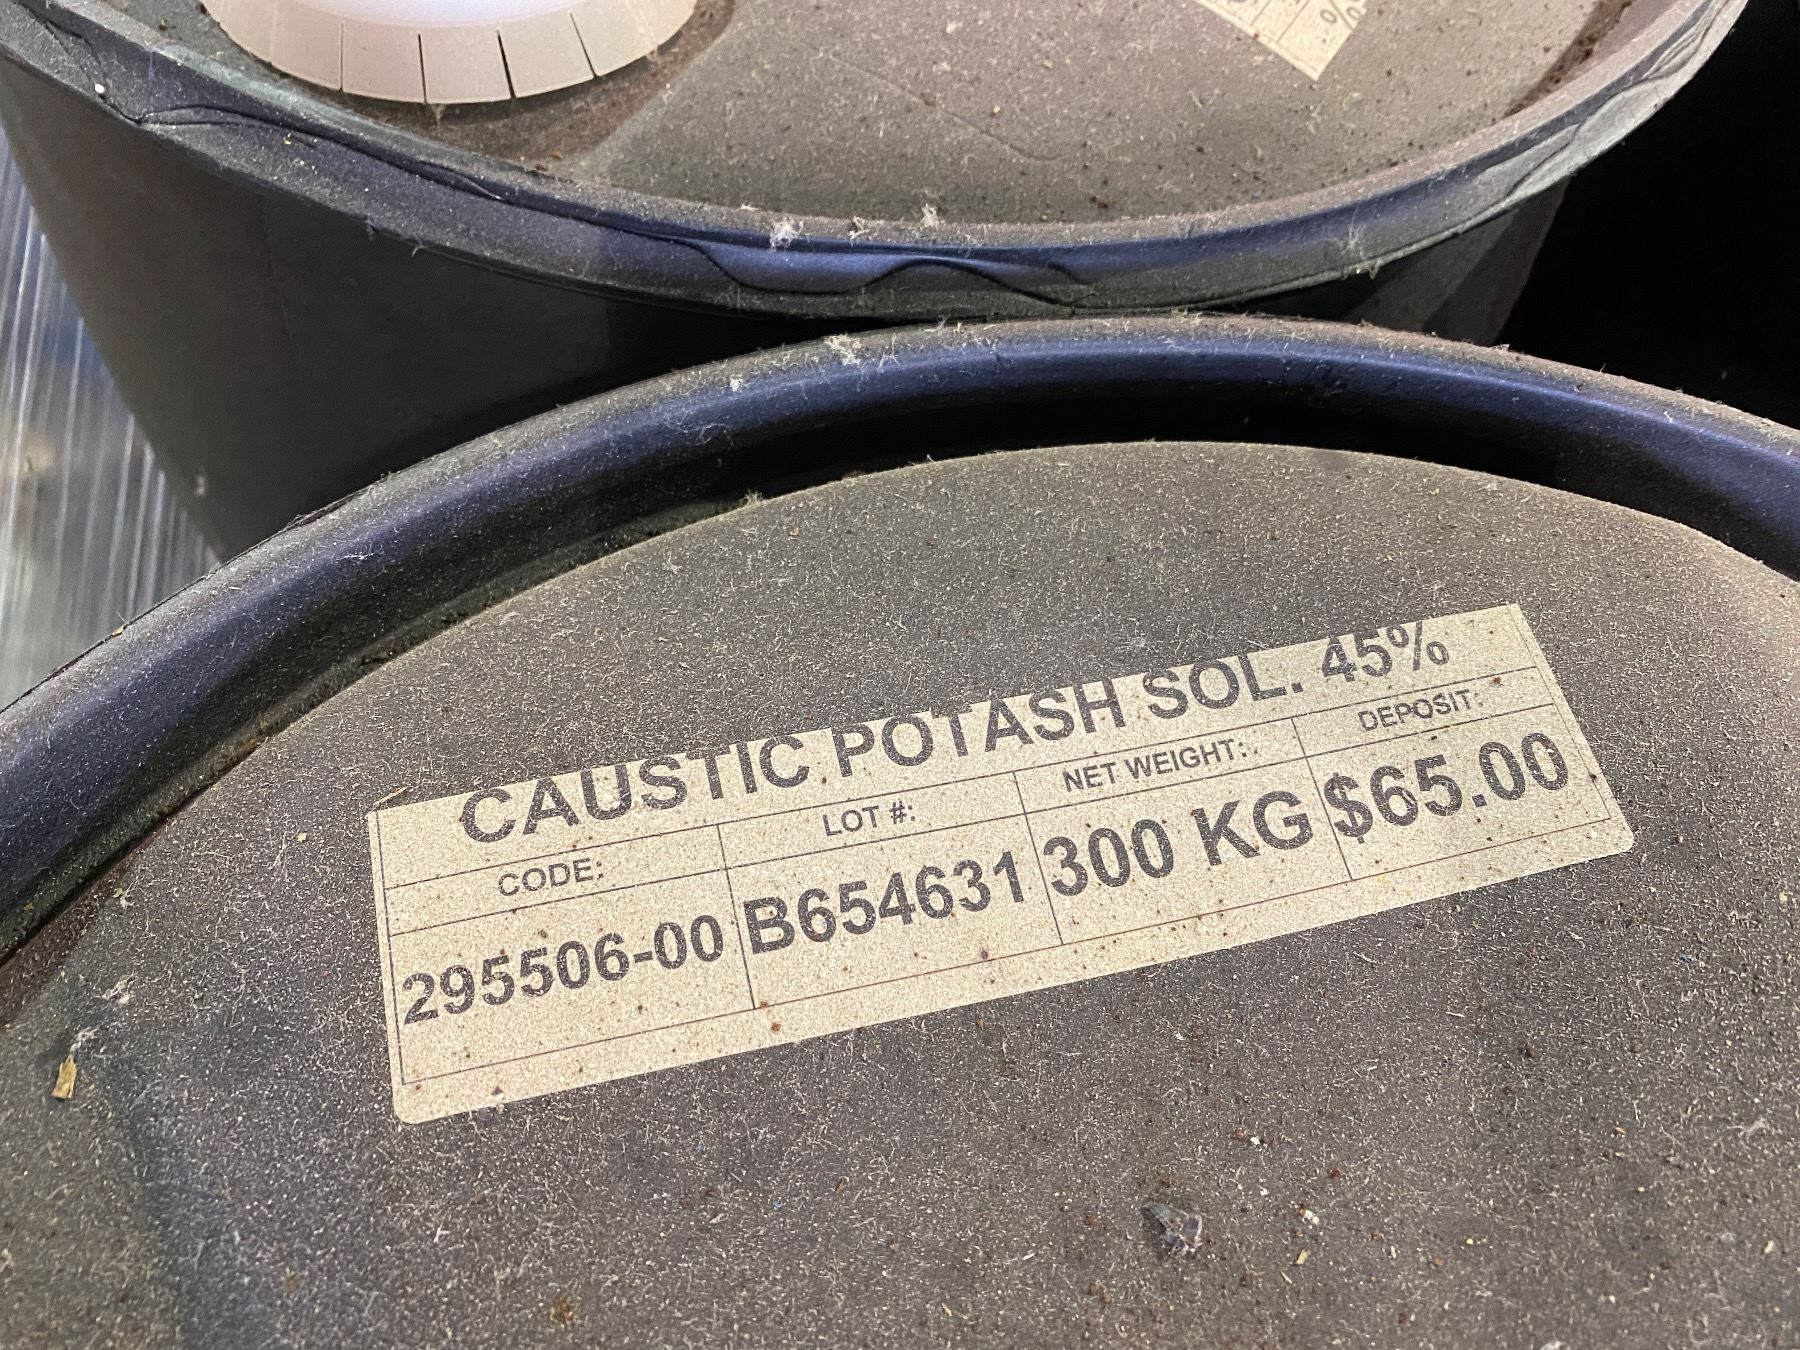 CAUSTIC POTASH SOL. 45%
CODE: LOT #: NET WEIGHT: DEPOSIT:
295506-00 B654631 300 KG $65.00
%